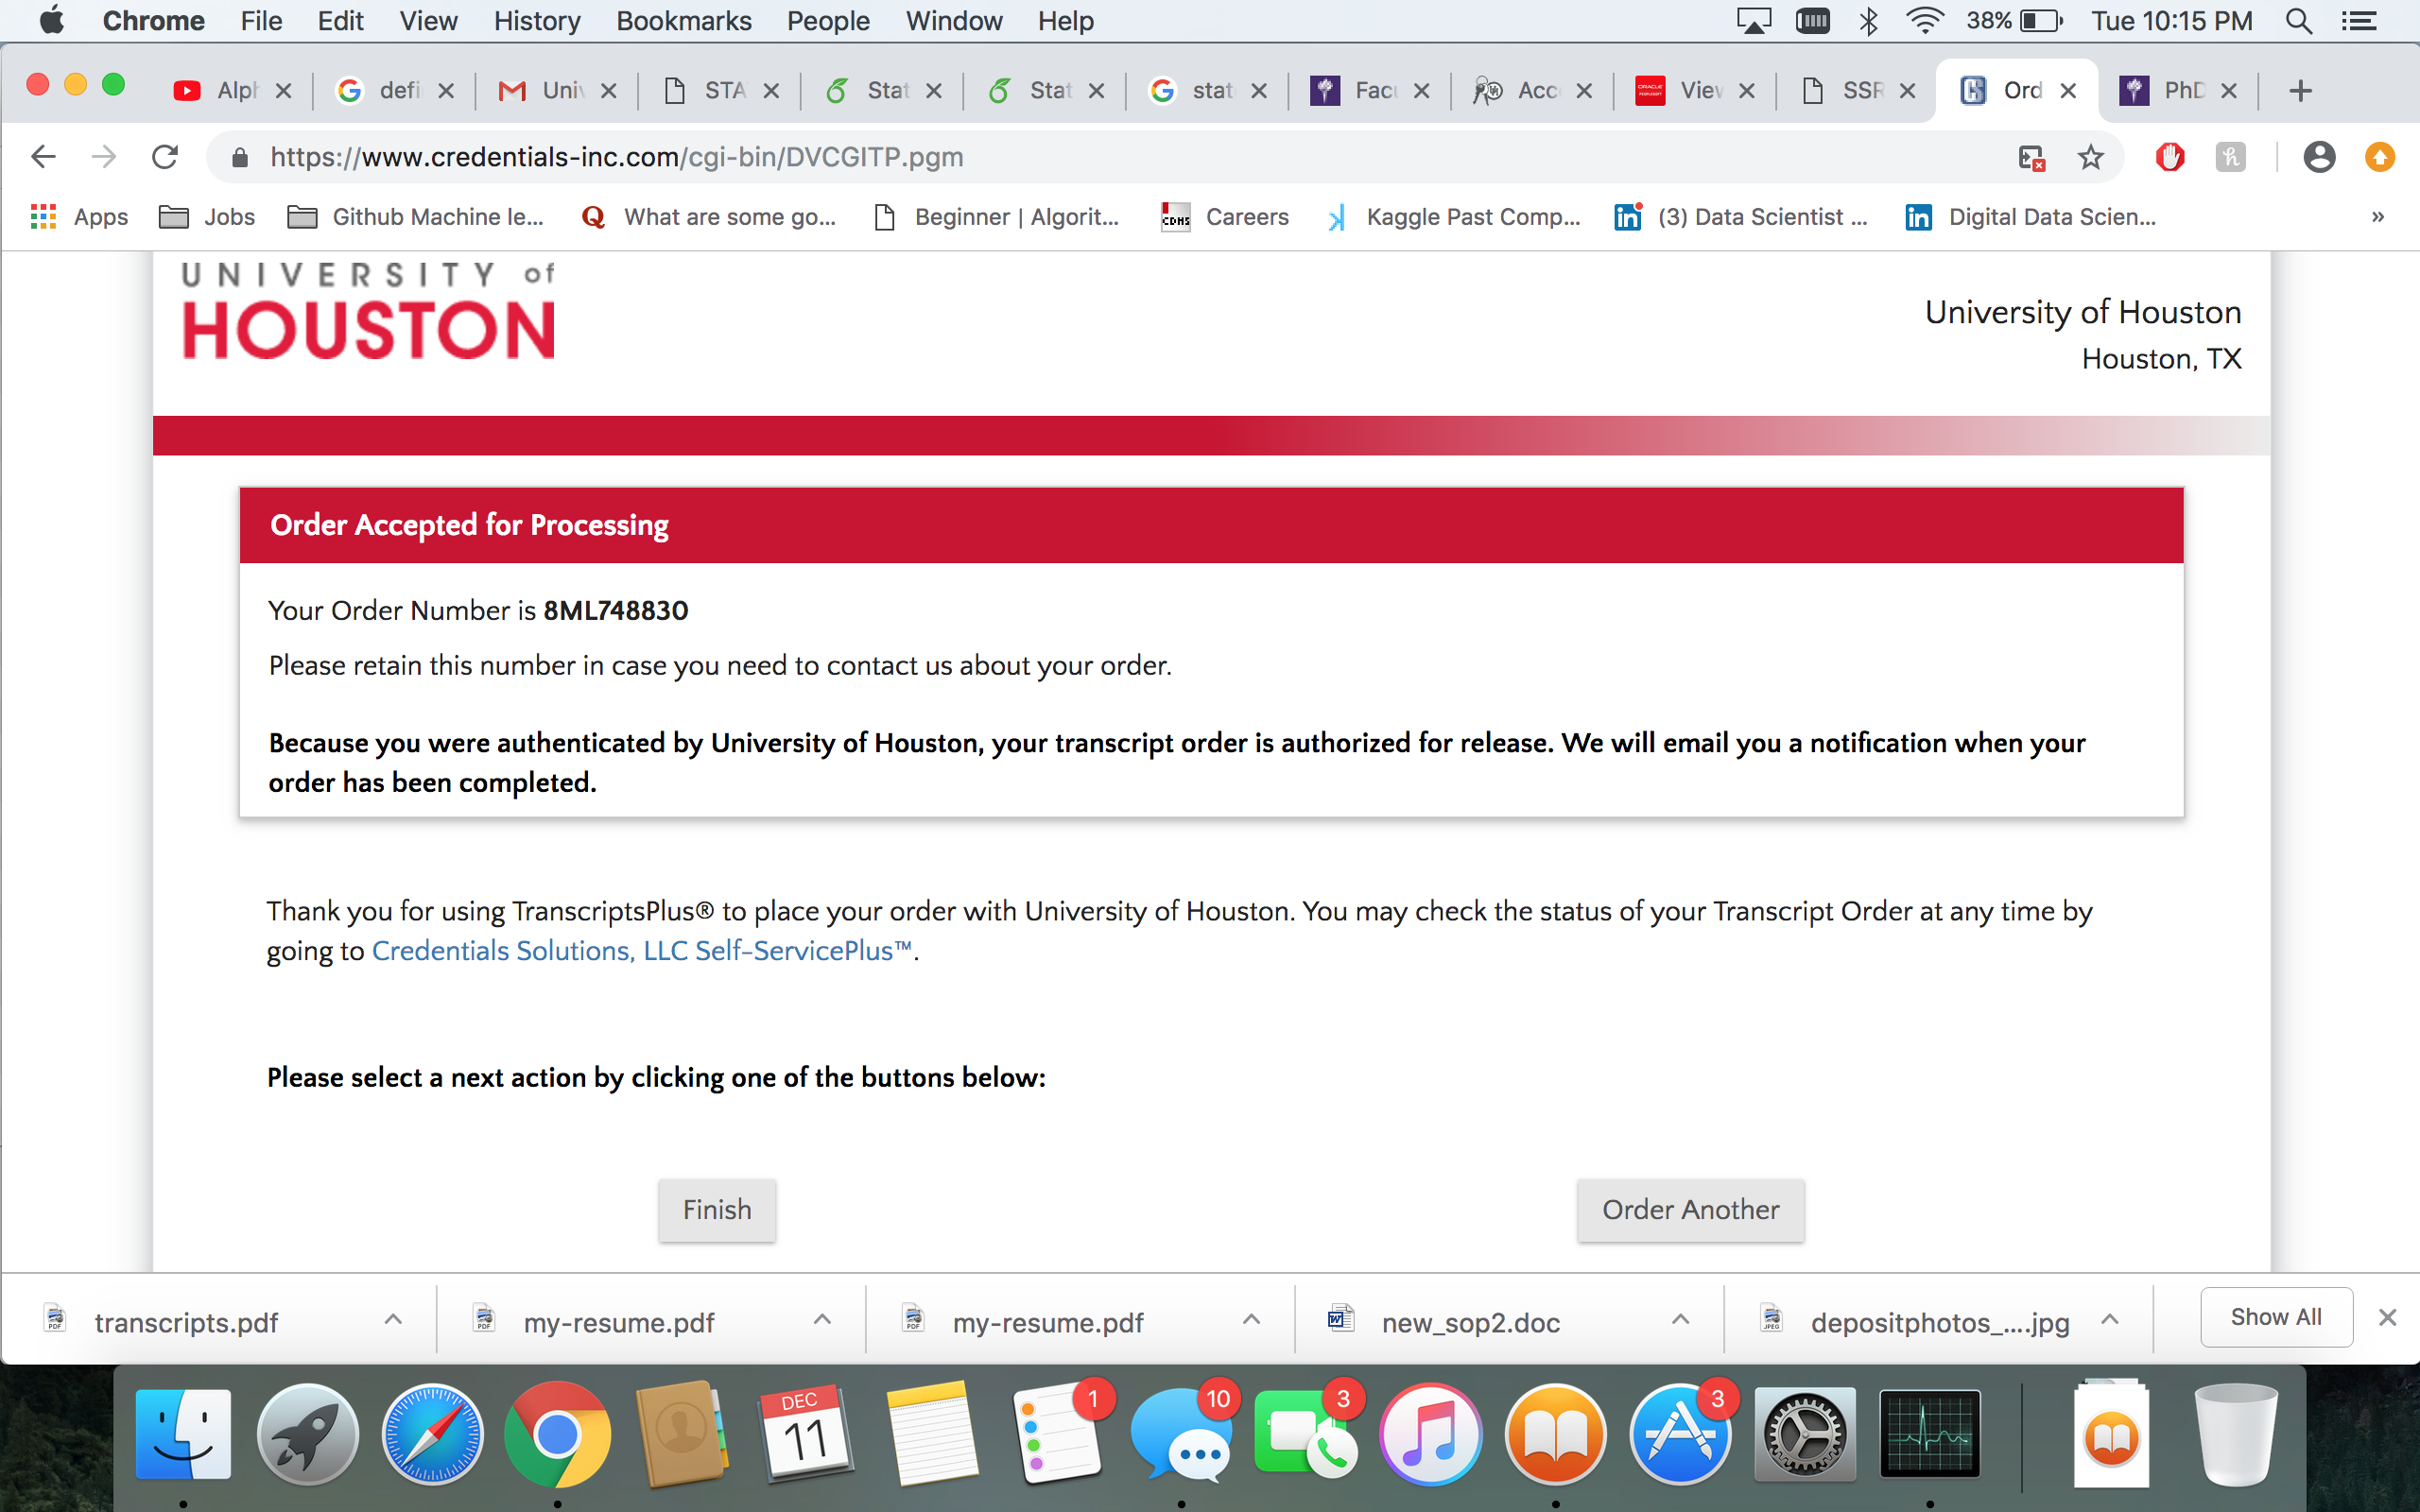 Chrome File Edit View History Bookmarks People Window Help 38% Tue 10:15 PM
Alph defi Univ STA Stat Stat stat Facu Acc View SSR Ord PhD
https://www.credentials-inc.com/cgi-bin/DVCGITP.pgm
Apps Jobs Github Machine le... What are some go... Beginner | Algorit... CDMS Careers Kaggle Past Comp... (3) Data Scientist ... Digital Data Scien... »
UNIVERSITY of
HOUSTON
University of Houston
Houston, TX
Order Accepted for Processing
Your Order Number is 8ML748830
Please retain this number in case you need to contact us about your order.
Because you were authenticated by University of Houston, your transcript order is authorized for release. We will email you a notification when your
order has been completed.
Thank you for using TranscriptsPlus® to place your order with University of Houston. You may check the status of your Transcript Order at any time by
going to Credentials Solutions, LLC Self-ServicePlus™.
Please select a next action by clicking one of the buttons below:
Finish Order Another
transcripts.pdf my-resume.pdf my-resume.pdf new_sop2.doc depositphotos_....jpg Show All
DEC 1 10 3 3
11